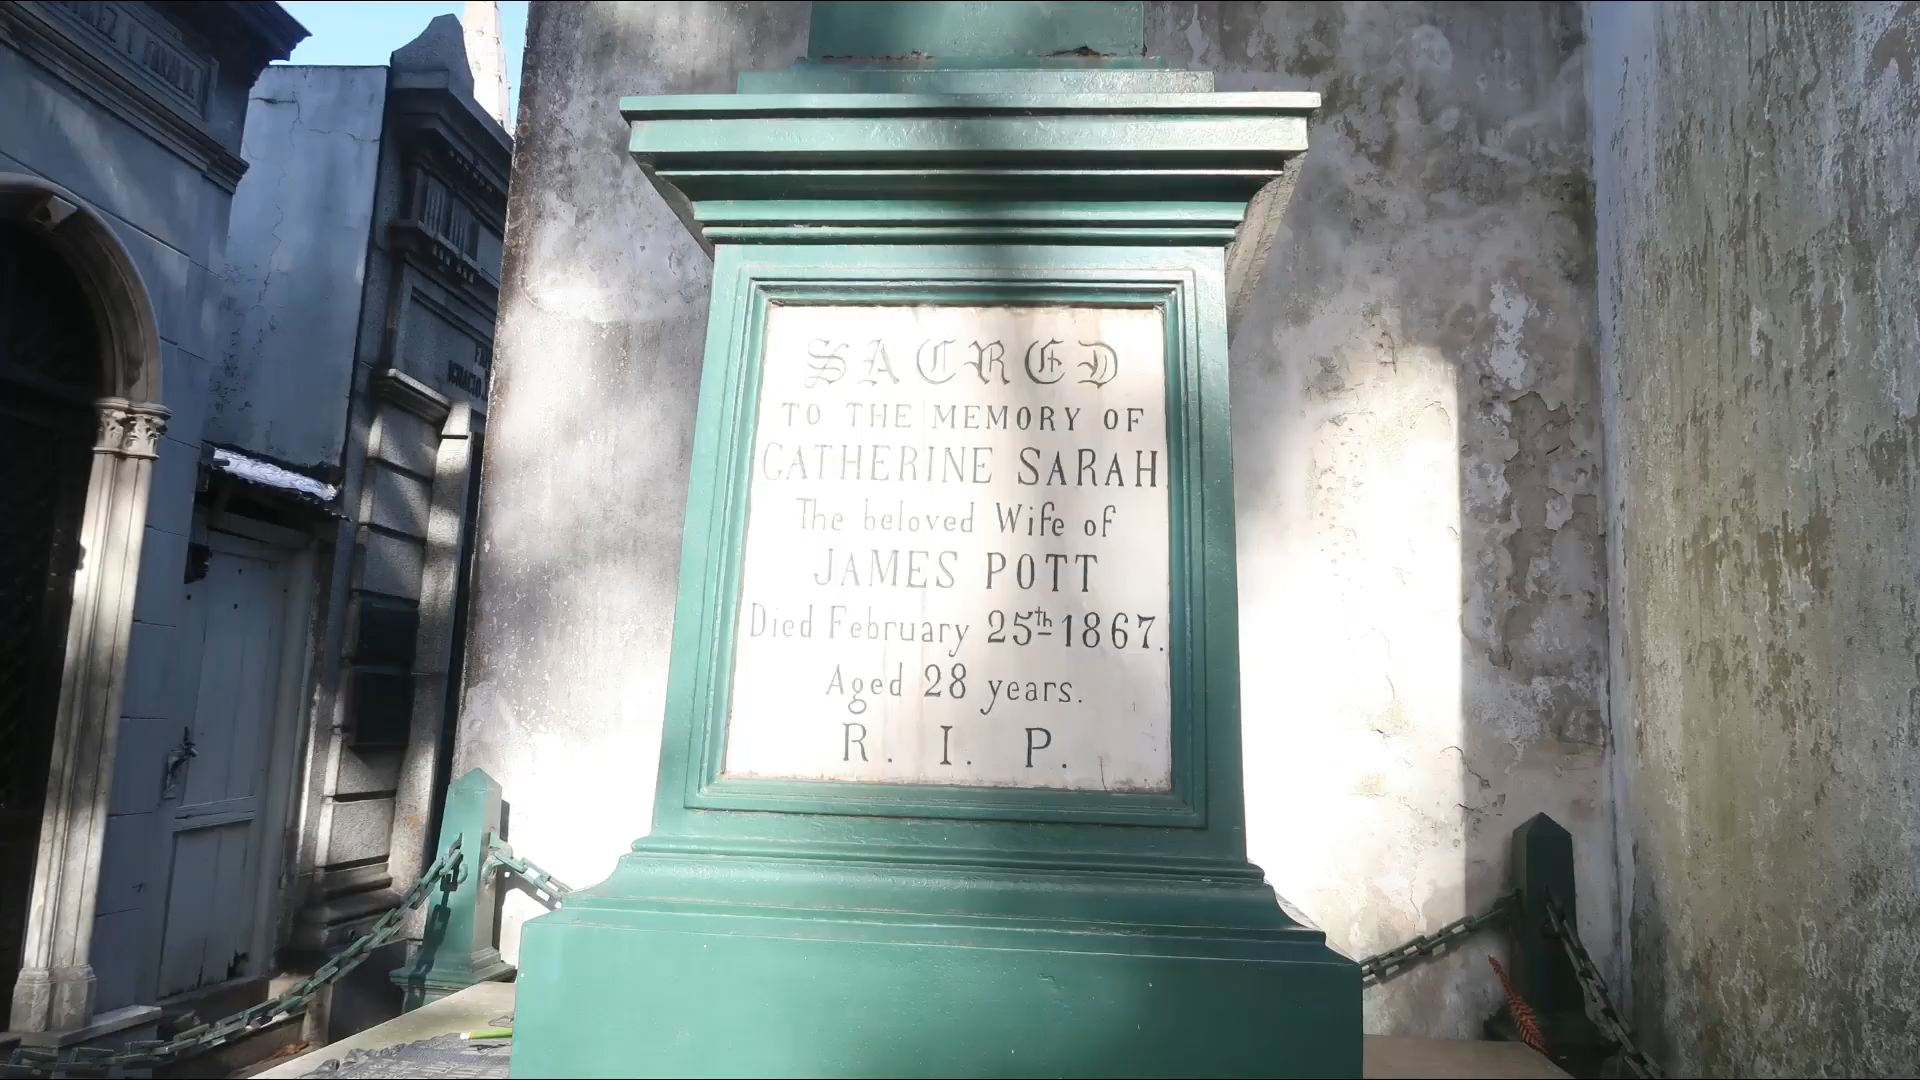 SACRED
TO THE MEMORY OF
CATHERINE SARAH
The beloved Wife of
JAMES POTT
Died February 25th 1867.
Aged 28 years.
R. I. P.